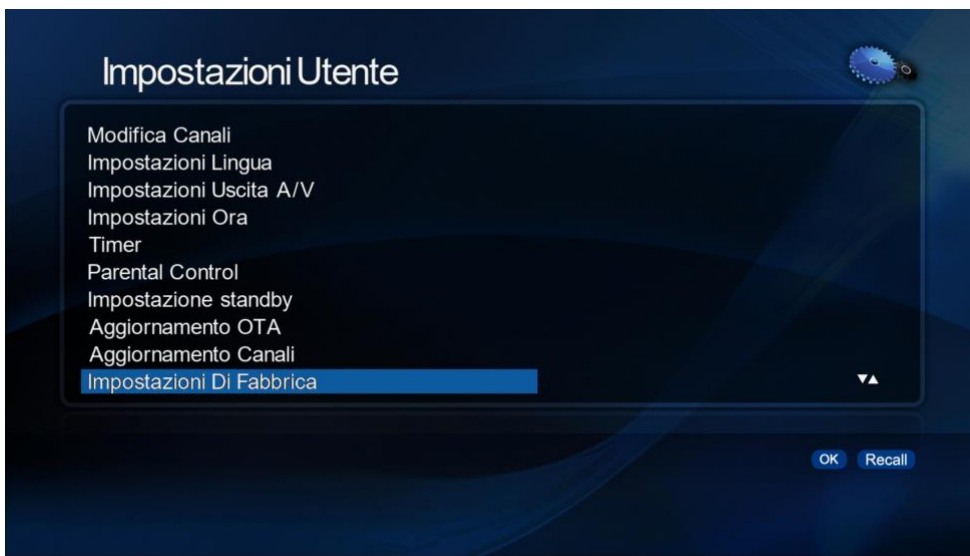 Impostazioni Utente
Modifica Canali
Impostazioni Lingua
Impostazioni Uscita A/V
Impostazioni Ora
Timer
Parental Control
Impostazione standby
Aggiornamento OTA
Aggiornamento Canali
Impostazioni Di Fabbrica
OK Recall